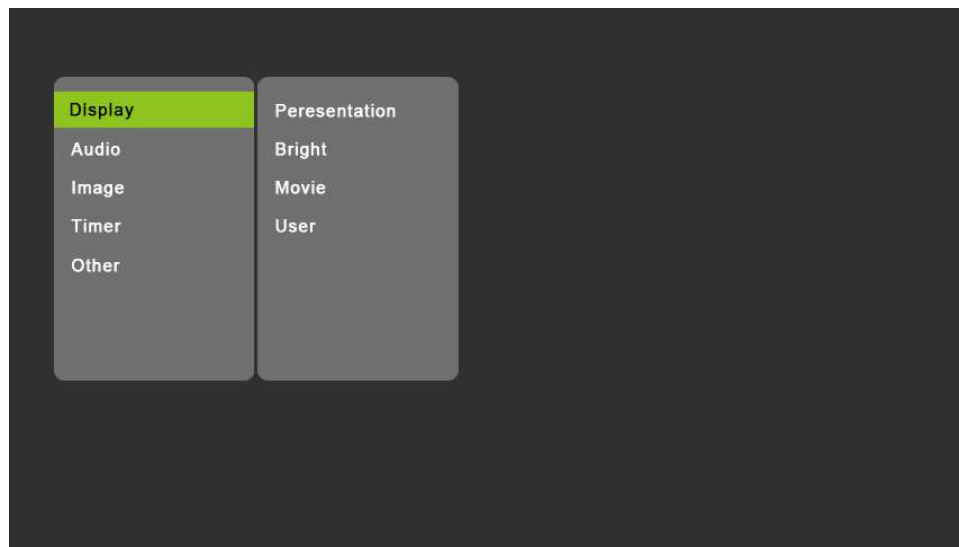 Display
Audio
Image
Timer
Other
Peresentation
Bright
Movie
User